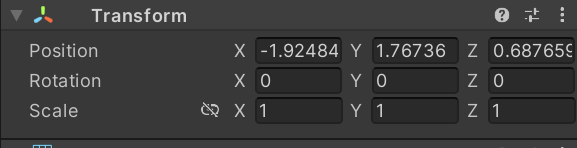 Transform
Position X -1.92484 Y 1.76736 Z 0.687659
Rotation X 0 Y 0 Z 0
Scale X 1 Y 1 Z 1